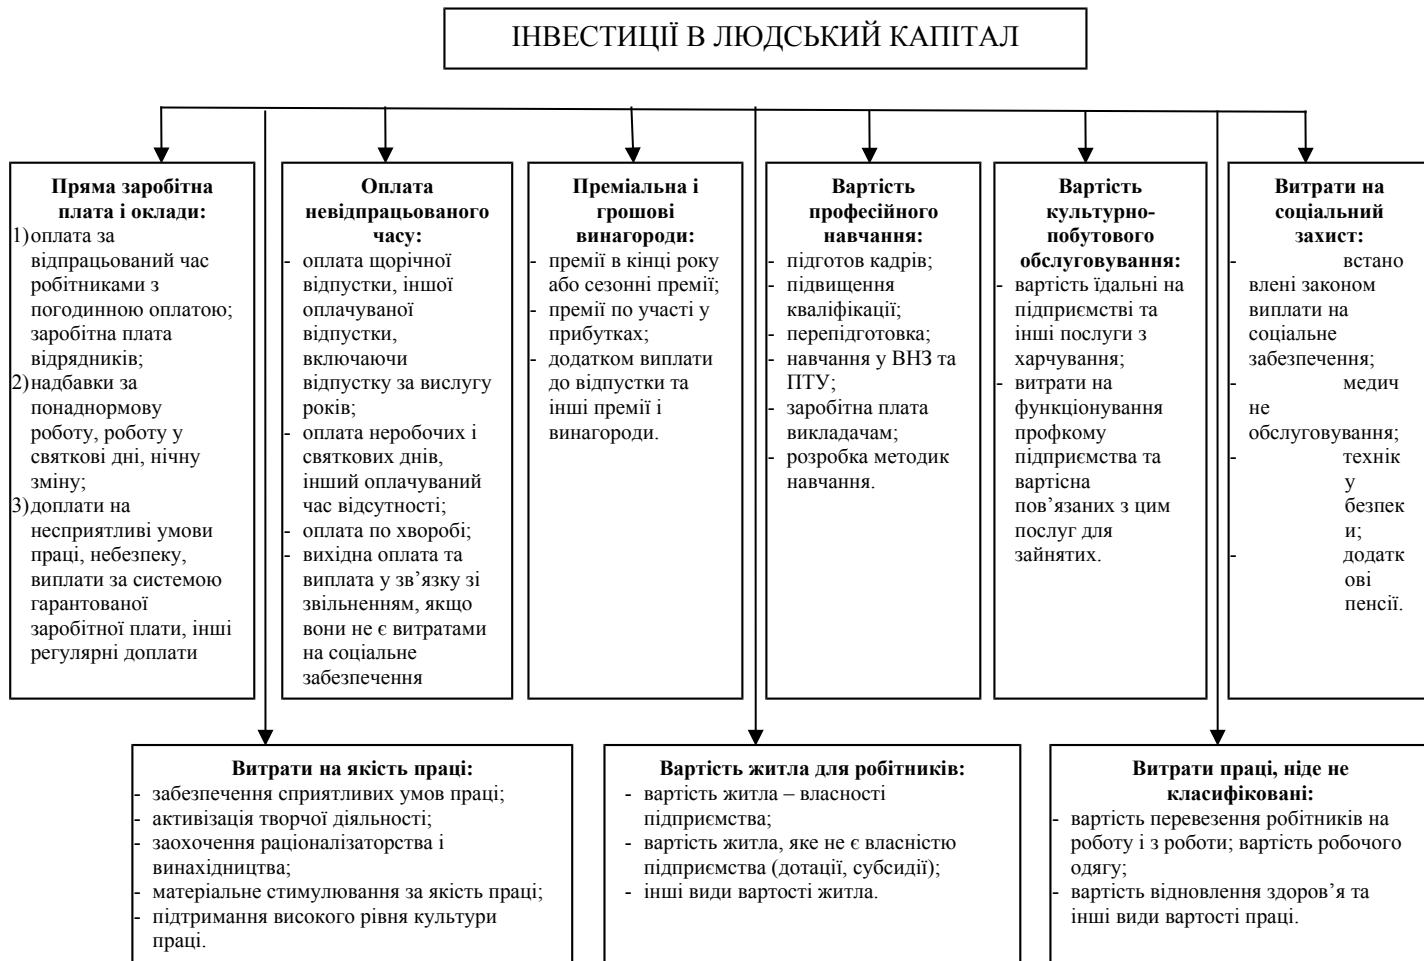 ІНВЕСТИЦІЇ В ЛЮДСЬКИЙ КАПІТАЛ
Пряма заробітна
плата і оклади:
1) оплата за
відпрацьований час
робітниками з
погодинною оплатою;
заробітна плата
відрядників;
2) надбавки за
понаднормову
роботу, роботу у
святкові дні, нічну
зміну;
3) доплати на
несприятливі умови
праці, небезпеку,
виплати за системою
гарантованої
заробітної плати, інші
регулярні доплати
Оплата
невідпрацьованого
часу:
- оплата щорічної
відпустки, іншої
оплачуваної
відпустки,
включаючи
відпустку за вислугу
років;
- оплата неробочих і
святкових днів,
інший оплачуваний
час відсутності;
- оплата по хворобі;
- вихідна оплата та
виплата у зв’язку зі
звільненням, якщо
вони не є витратами
на соціальне
забезпечення
Преміальна і
грошові
винагороди:
- премії в кінці року
або сезонні премії;
- премії по участі у
прибутках;
- додатком виплати
до відпустки та
інші премії і
винагороди.
Вартість
професійного
навчання:
- підготов кадрів;
- підвищення
кваліфікації;
- перепідготовка;
- навчання у ВНЗ та
ПТУ;
- заробітна плата
викладачам;
- розробка методик
навчання.
Вартість
культурно-
побутового
обслуговування:
- вартість їдальні на
підприємстві та
інші послуги з
харчування;
- витрати на
функціонування
профкому
підприємства та
вартісна
пов’язаних з цим
послуг для
зайнятих.
Витрати на
соціальний
захист:
- встано
влені законом
виплати на
соціальне
забезпечення;
- медич
не
обслуговування;
- технік
у
безпек
и;
- додатк
ові
пенсії.
Витрати на якість праці:
- забезпечення сприятливих умов праці;
- активізація творчої діяльності;
- заохочення раціоналізаторства і
винахідництва;
- матеріальне стимулювання за якість праці;
- підтримання високого рівня культури
праці.
Вартість житла для робітників:
- вартість житла – власності
підприємства;
- вартість житла, яке не є власністю
підприємства (дотації, субсидії);
- інші види вартості житла.
Витрати праці, ніде не
класифіковані:
- вартість перевезення робітників на
роботу і з роботи; вартість робочого
одягу;
- вартість відновлення здоров’я та
інші види вартості праці.